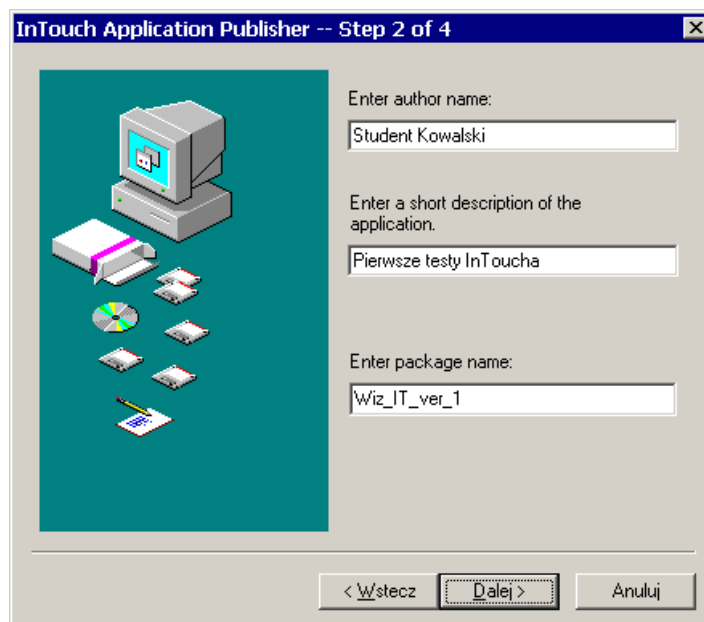 InTouch Application Publisher -- Step 2 of 4
Enter author name:
Student Kowalski
Enter a short description of the
application.
Pierwsze testy InToucha
Enter package name:
Wiz_IT_ver_1
< Wstecz
Dalej >
Anuluj